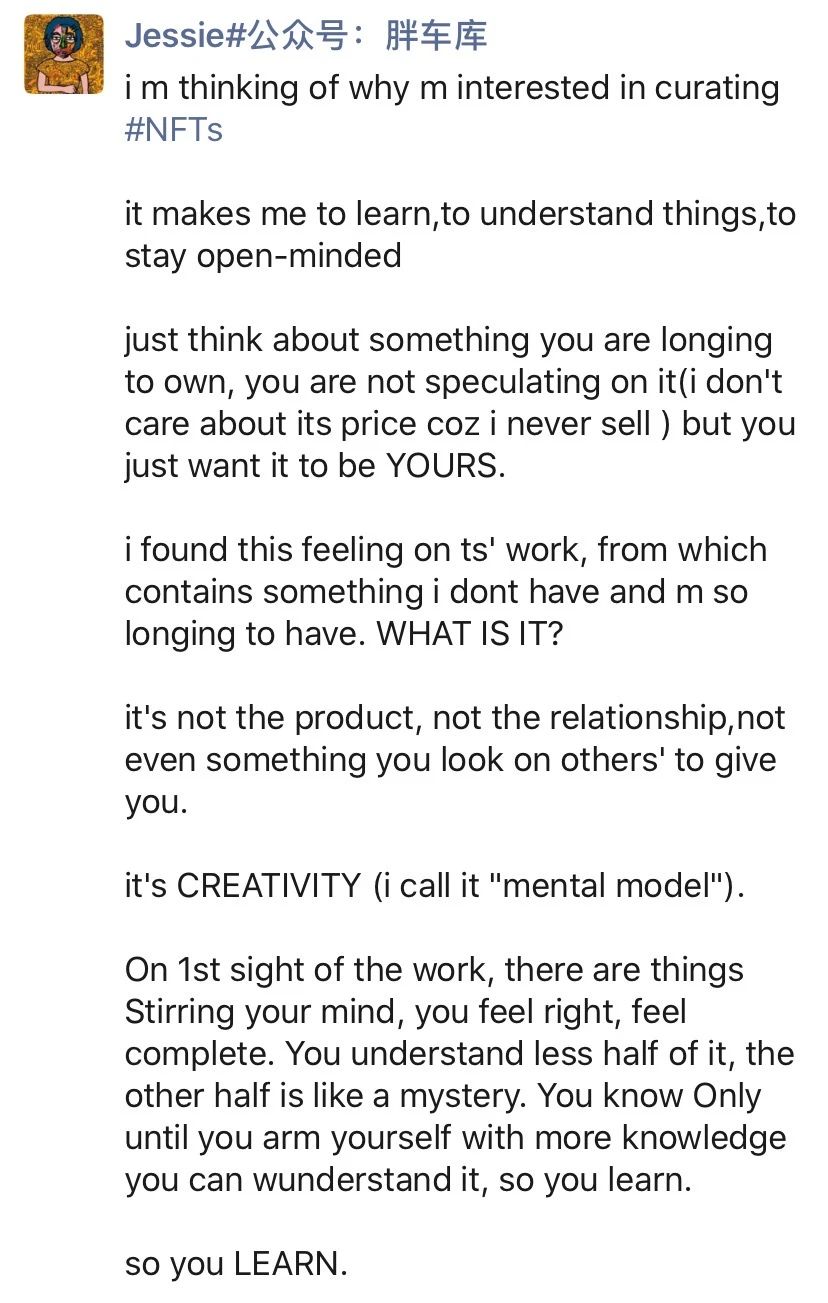 Jessie#公众号：胖车库
i m thinking of why m interested in curating
#NFTs
it makes me to learn,to understand things,to
stay open-minded
just think about something you are longing
to own, you are not speculating on it(i don't
care about its price coz i never sell ) but you
just want it to be YOURS.
i found this feeling on ts' work, from which
contains something i dont have and m so
longing to have. WHAT IS IT?
it's not the product, not the relationship,not
even something you look on others' to give
you.
it's CREATIVITY (i call it "mental model").
On 1st sight of the work, there are things
Stirring your mind, you feel right, feel
complete. You understand less half of it, the
other half is like a mystery. You know Only
until you arm yourself with more knowledge
you can wunderstand it, so you learn.
so you LEARN.